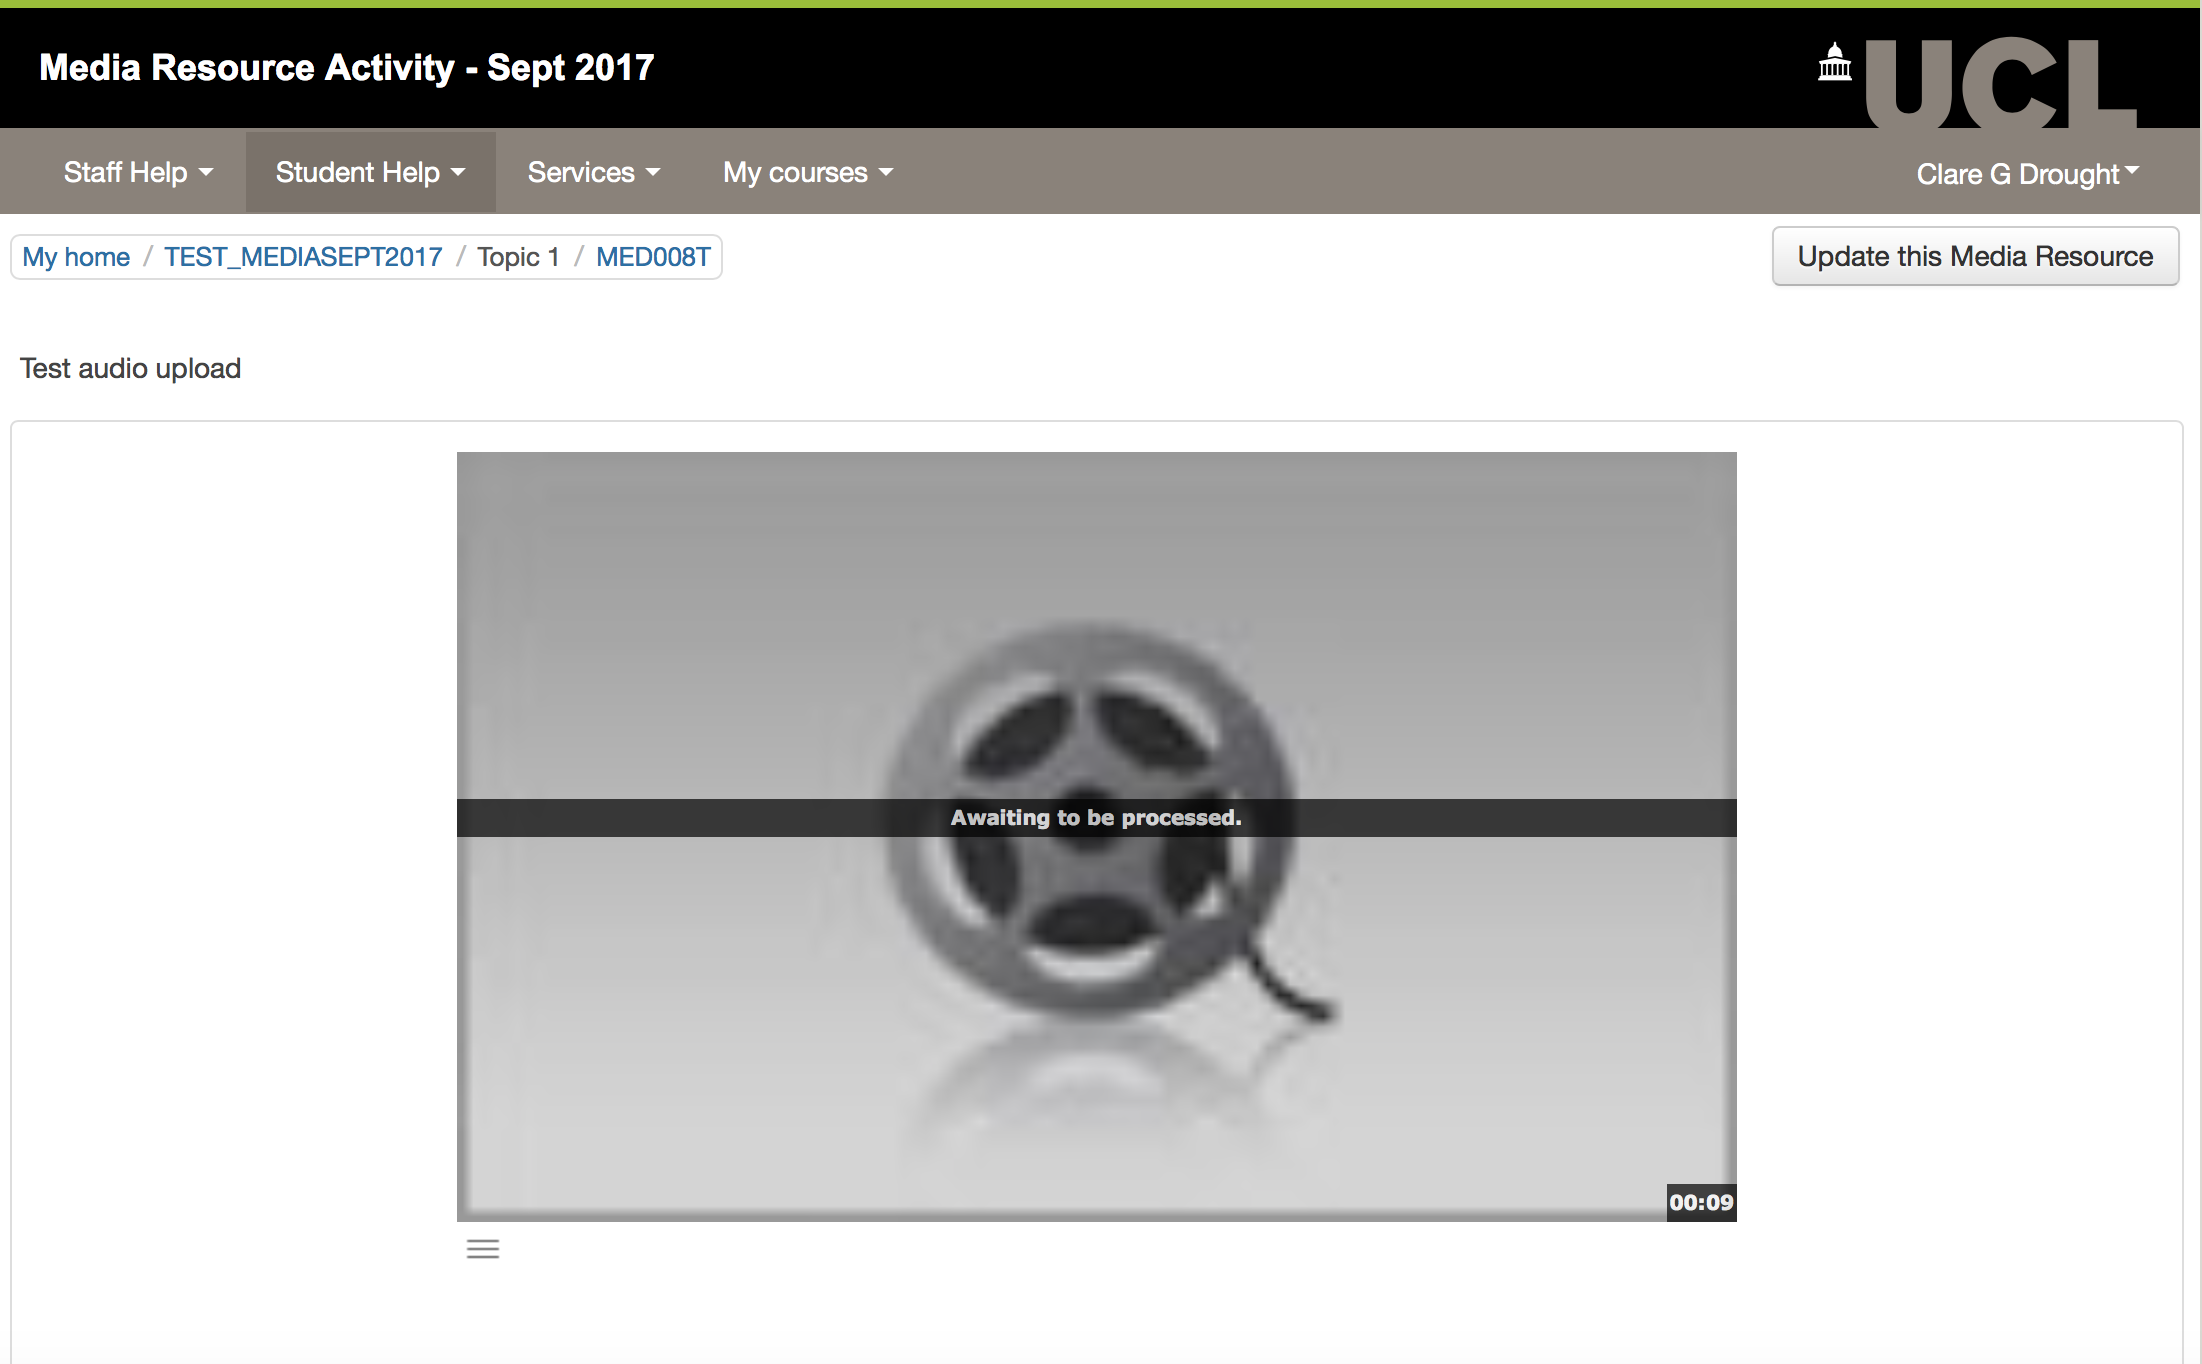 Media Resource Activity - Sept 2017
UCL
Staff Help Student Help Services My courses Clare G Drought
My home / TEST_MEDIASEPT2017 / Topic 1 / MED008T Update this Media Resource
Test audio upload
Awaiting to be processed.
00:09